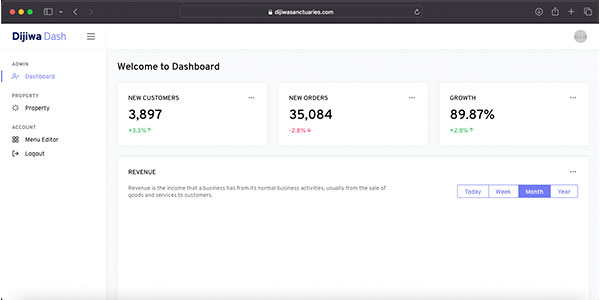 dijiwasanctuaries.com
Dijiwa Dash
ADMIN
Dashboard
PROPERTY
Property
ACCOUNT
Menu Editor
Logout
Welcome to Dashboard
NEW CUSTOMERS
3,897
+3.3%↑
NEW ORDERS
35,084
-2.8%↓
GROWTH
89.87%
+2.8%↑
REVENUE
Revenue is the income that a business has from its normal business activities, usually from the sale of
goods and services to customers.
Today Week Month Year